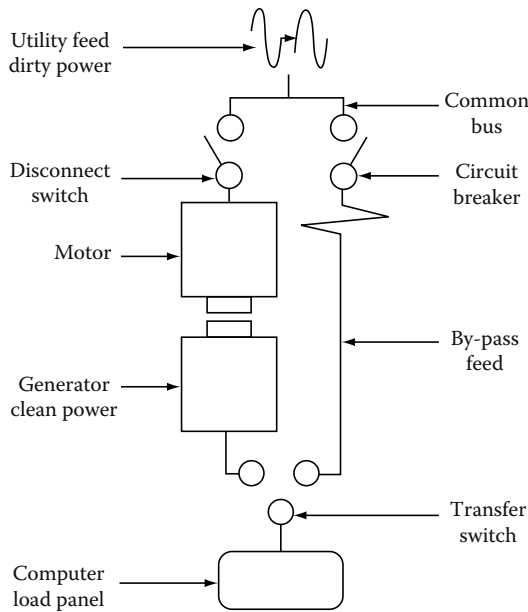 Utility feed
dirty power
Common
bus
Disconnect
switch
Circuit
breaker
Motor
By-pass
feed
Generator
clean power
Transfer
switch
Computer
load panel